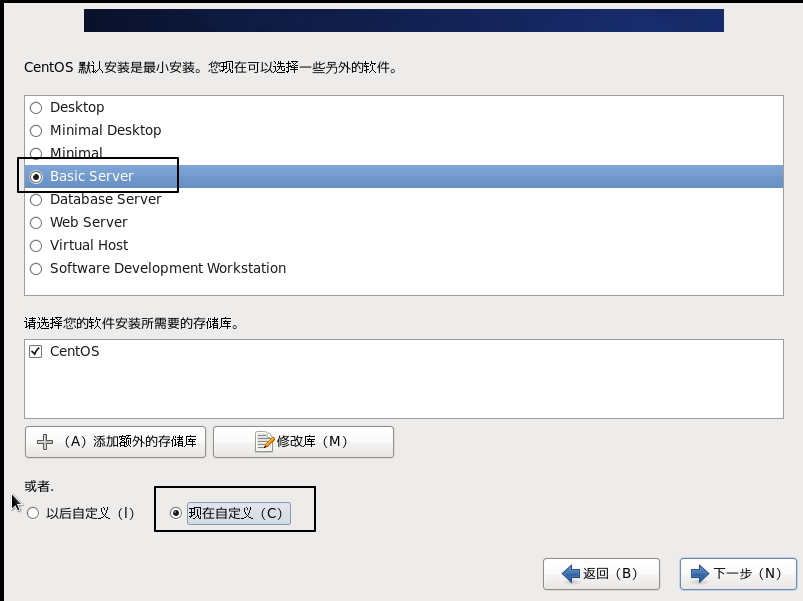 CentOS 默认安装是最小安装。您现在可以选择一些另外的软件。
Desktop
Minimal Desktop
Minimal
Basic Server
Database Server
Web Server
Virtual Host
Software Development Workstation
请选择您的软件安装所需要的存储库。
CentOS
（A）添加额外的存储库 修改库（M）
或者.
以后自定义（l） 现在自定义（C）
返回（B） 下一步（N）